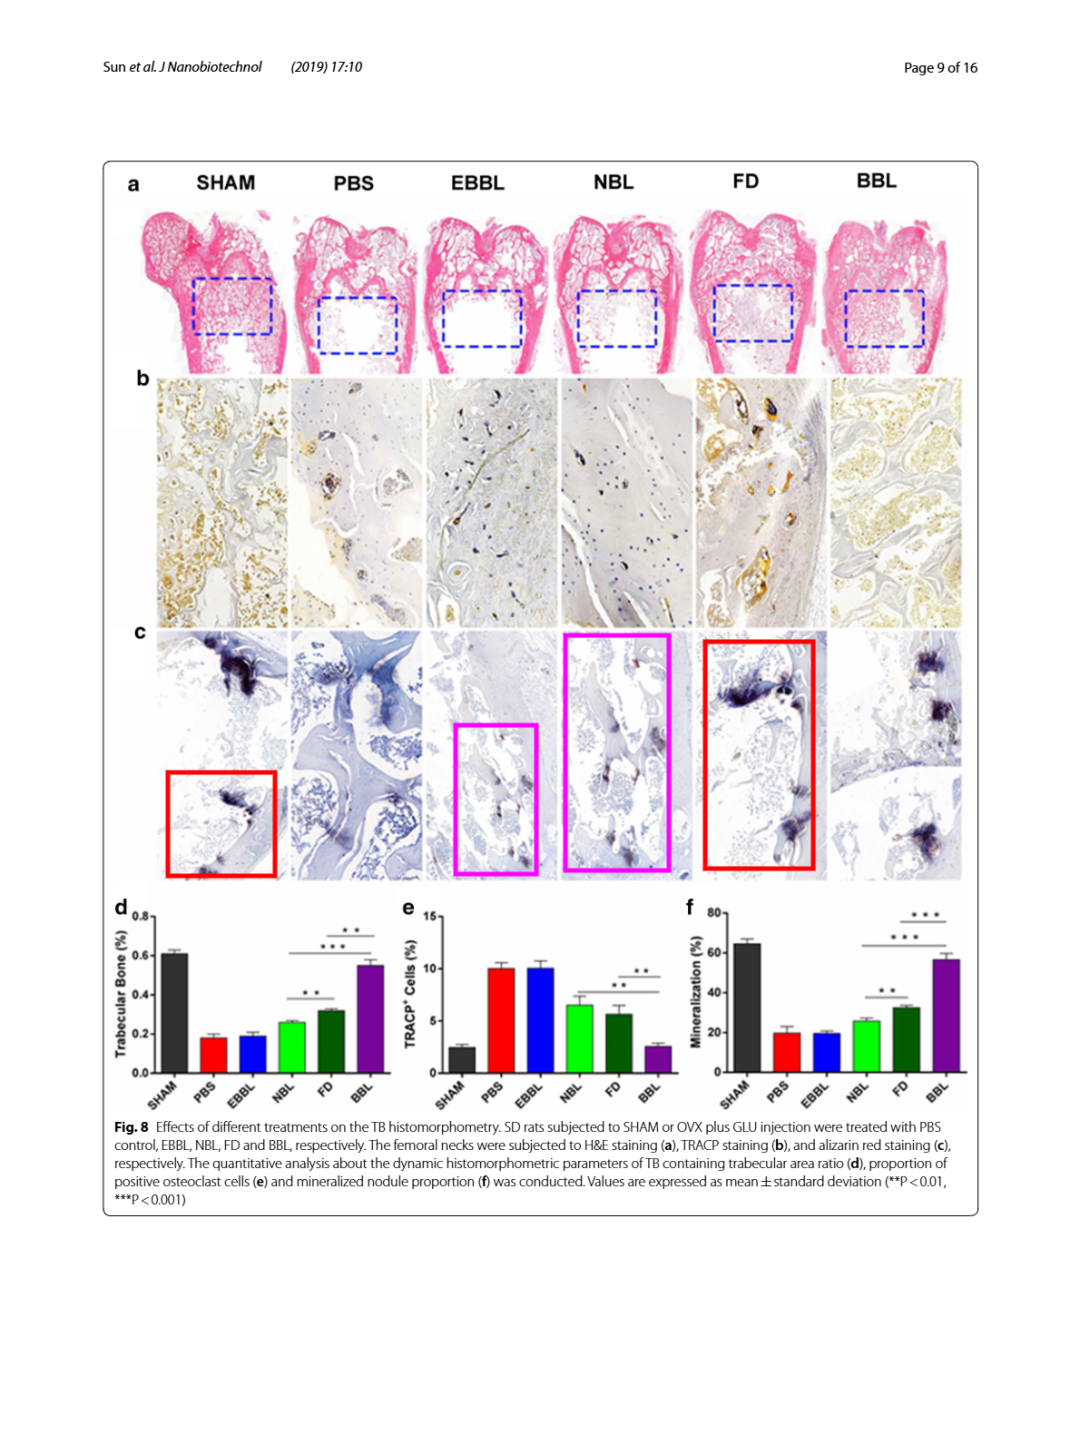 Sun et al. J Nanobiotechnol (2019) 17:10
Page 9 of 16
a SHAM PBS EBBL NBL FD BBL
b
c
d
0.8
0.6
0.4
0.2
0.0
Trabecular Bone (%)
* *
* * *
* *
SHAM PBS EBBL NBL FD BBL
e
15
10
5
0
TRACP⁺ Cells (%)
* *
* *
SHAM PBS EBBL NBL FD BBL
f
80
60
40
20
0
Mineralization (%)
* * *
* * *
* *
SHAM PBS EBBL NBL FD BBL
Fig. 8 Effects of different treatments on the TB histomorphometry. SD rats subjected to SHAM or OVX plus GLU injection were treated with PBS
control, EBBL, NBL, FD and BBL, respectively. The femoral necks were subjected to H&E staining (a), TRACP staining (b), and alizarin red staining (c),
respectively. The quantitative analysis about the dynamic histomorphometric parameters of TB containing trabecular area ratio (d), proportion of
positive osteoclast cells (e) and mineralized nodule proportion (f) was conducted. Values are expressed as mean ± standard deviation (**P < 0.01,
***P < 0.001)